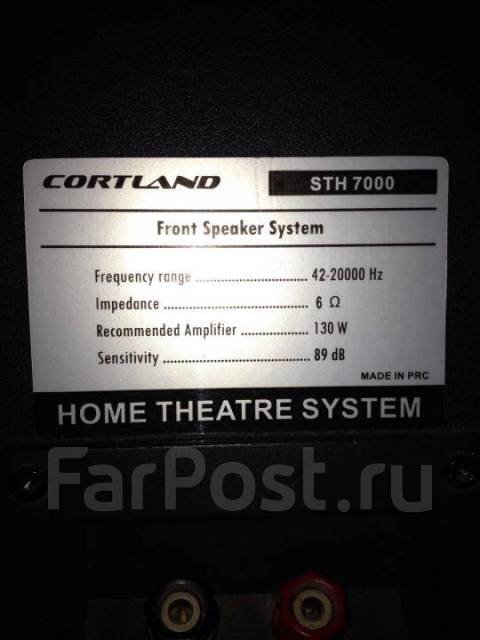 CORTLAND STH 7000
Front Speaker System
Frequency range ................................ 42-20000 Hz
Impedance ........................................ 6 Ω
Recommended Amplifier ................... 130 W
Sensitivity ......................................... 89 dB
MADE IN PRC
HOME THEATRE SYSTEM
FarPost.ru